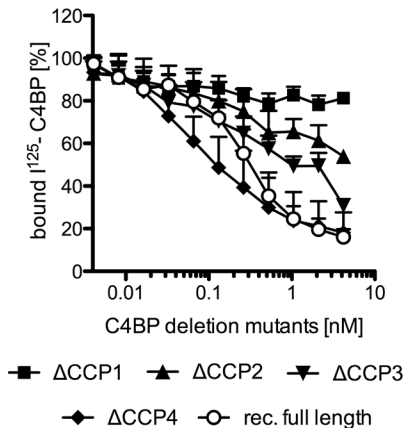 120
100
80
60
40
20
0
bound I¹²⁵- C4BP [%]
0.01 0.1 1 10
C4BP deletion mutants [nM]
ΔCCP1 ΔCCP2 ΔCCP3
ΔCCP4 rec. full length